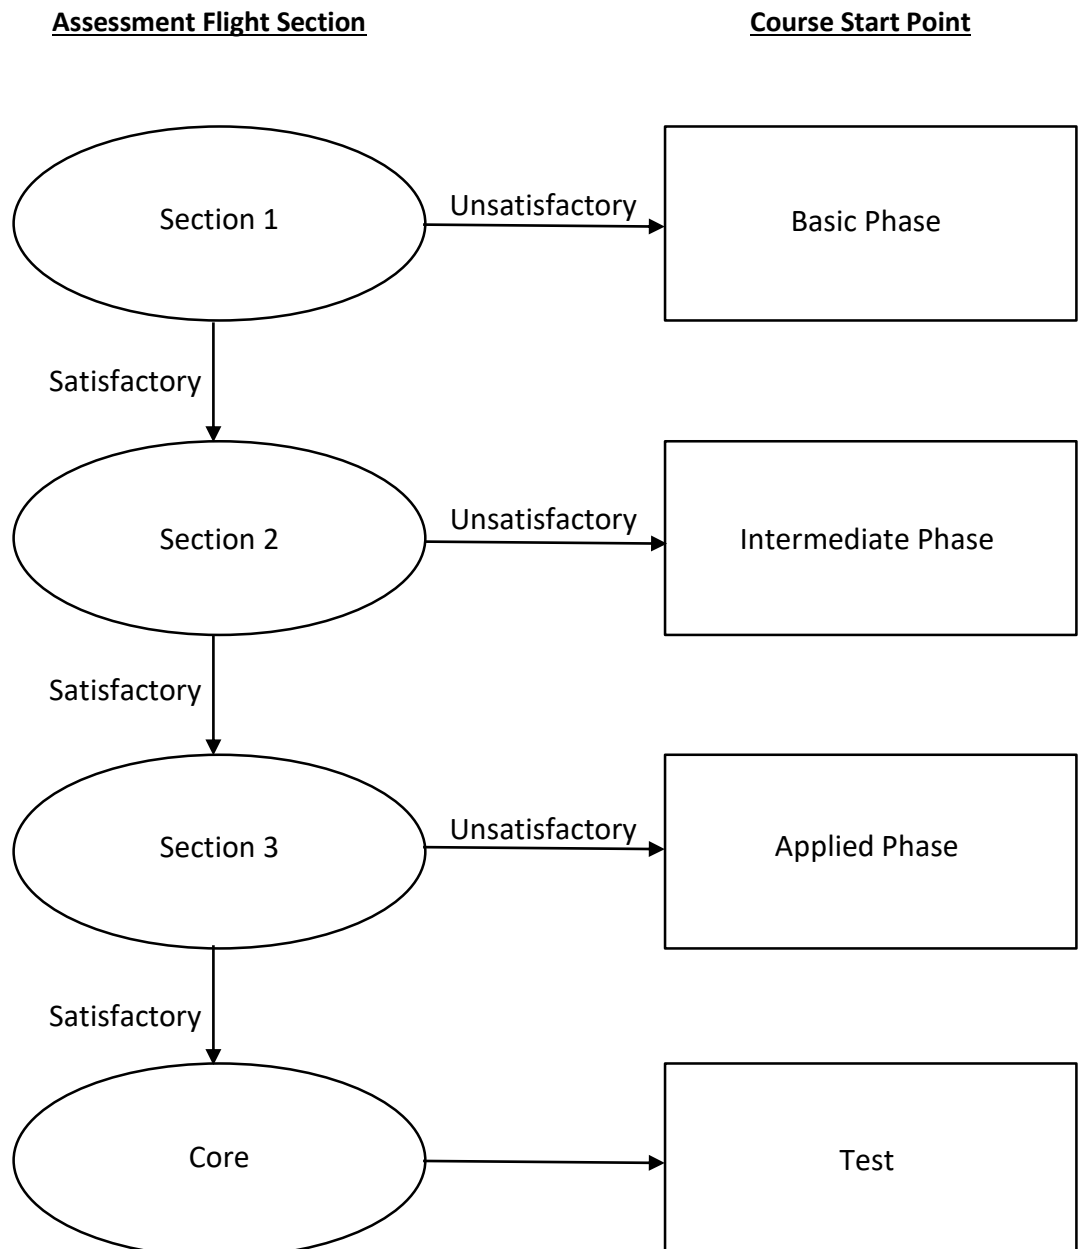 Assessment Flight Section
Course Start Point
Section 1
Unsatisfactory
Basic Phase
Satisfactory
Section 2
Unsatisfactory
Intermediate Phase
Satisfactory
Section 3
Unsatisfactory
Applied Phase
Satisfactory
Core
Test